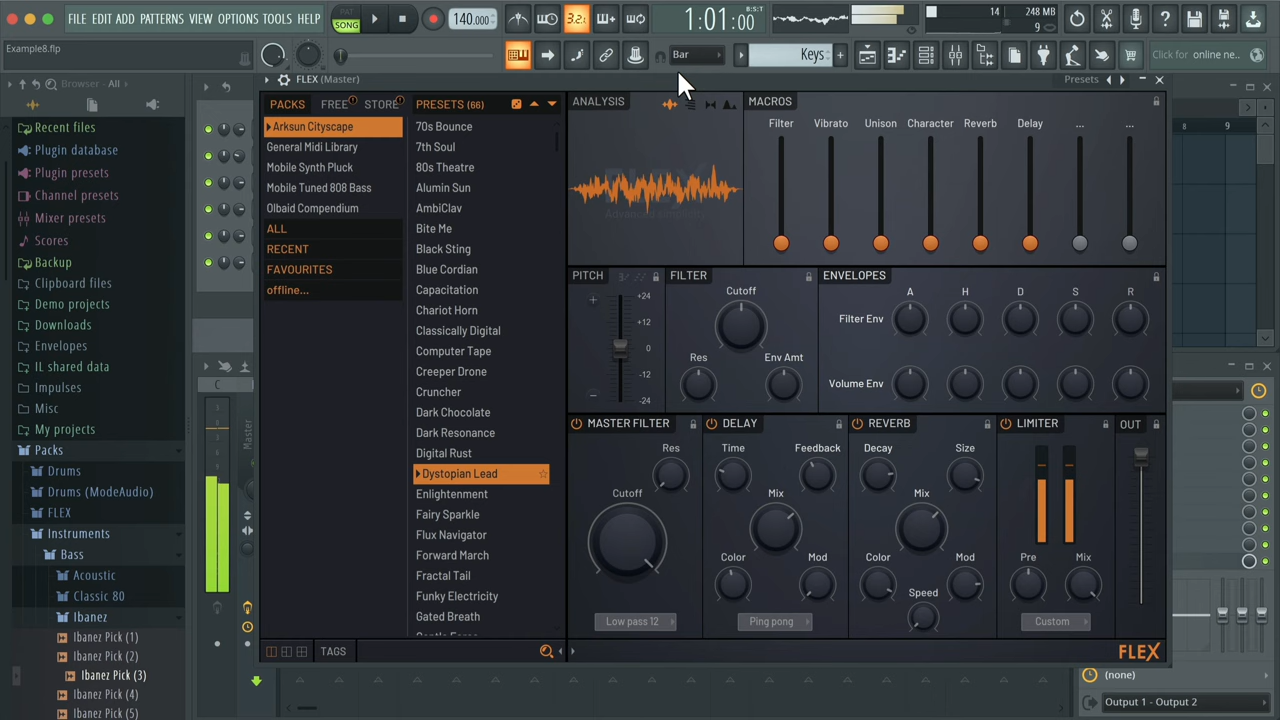 FILE EDIT ADD PATTERNS VIEW OPTIONS TOOLS HELP
PAT
SONG
140.000
3.2.
1:01:00
B:S:T
14
248 MB
9
Example8.flp
Bar
Keys
Click for online ne..
Browser - All
Recent files
Plugin database
Plugin presets
Channel presets
Mixer presets
Scores
Backup
Clipboard files
Demo projects
Downloads
Envelopes
IL shared data
Impulses
Misc
My projects
Packs
Drums
Drums (ModeAudio)
FLEX
Instruments
Bass
Acoustic
Classic 80
Ibanez
Ibanez Pick (1)
Ibanez Pick (2)
Ibanez Pick (3)
Ibanez Pick (4)
Ibanez Pick (5)
C
Master
FLEX (Master)
Presets
PACKS
FREE
STORE
Arksun Cityscape
General Midi Library
Mobile Synth Pluck
Mobile Tuned 808 Bass
Olbaid Compendium
ALL
RECENT
FAVOURITES
offline...
PRESETS (66)
70s Bounce
7th Soul
80s Theatre
Alumin Sun
AmbiClav
Bite Me
Black Sting
Blue Cordian
Capacitation
Chariot Horn
Classically Digital
Computer Tape
Creeper Drone
Cruncher
Dark Chocolate
Dark Resonance
Digital Rust
Dystopian Lead
Enlightenment
Fairy Sparkle
Flux Navigator
Forward March
Fractal Tail
Funky Electricity
Gated Breath
TAGS
ANALYSIS
Advanced simplicity
MACROS
Filter Vibrato Unison Character Reverb Delay ... ...
PITCH
+24
+12
0
-12
-24
FILTER
Cutoff
Res
Env Amt
ENVELOPES
A H D S R
Filter Env
Volume Env
MASTER FILTER
Res
Cutoff
Low pass 12
DELAY
Time
Feedback
Mix
Color
Mod
Ping pong
REVERB
Decay
Size
Mix
Color
Mod
Speed
LIMITER
Pre
Mix
Custom
OUT
FLEX
8 9
(none)
Output 1 - Output 2